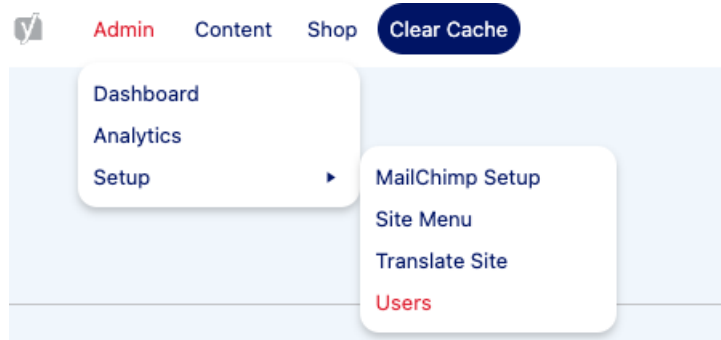 Admin Content Shop Clear Cache
Dashboard
Analytics
Setup
MailChimp Setup
Site Menu
Translate Site
Users